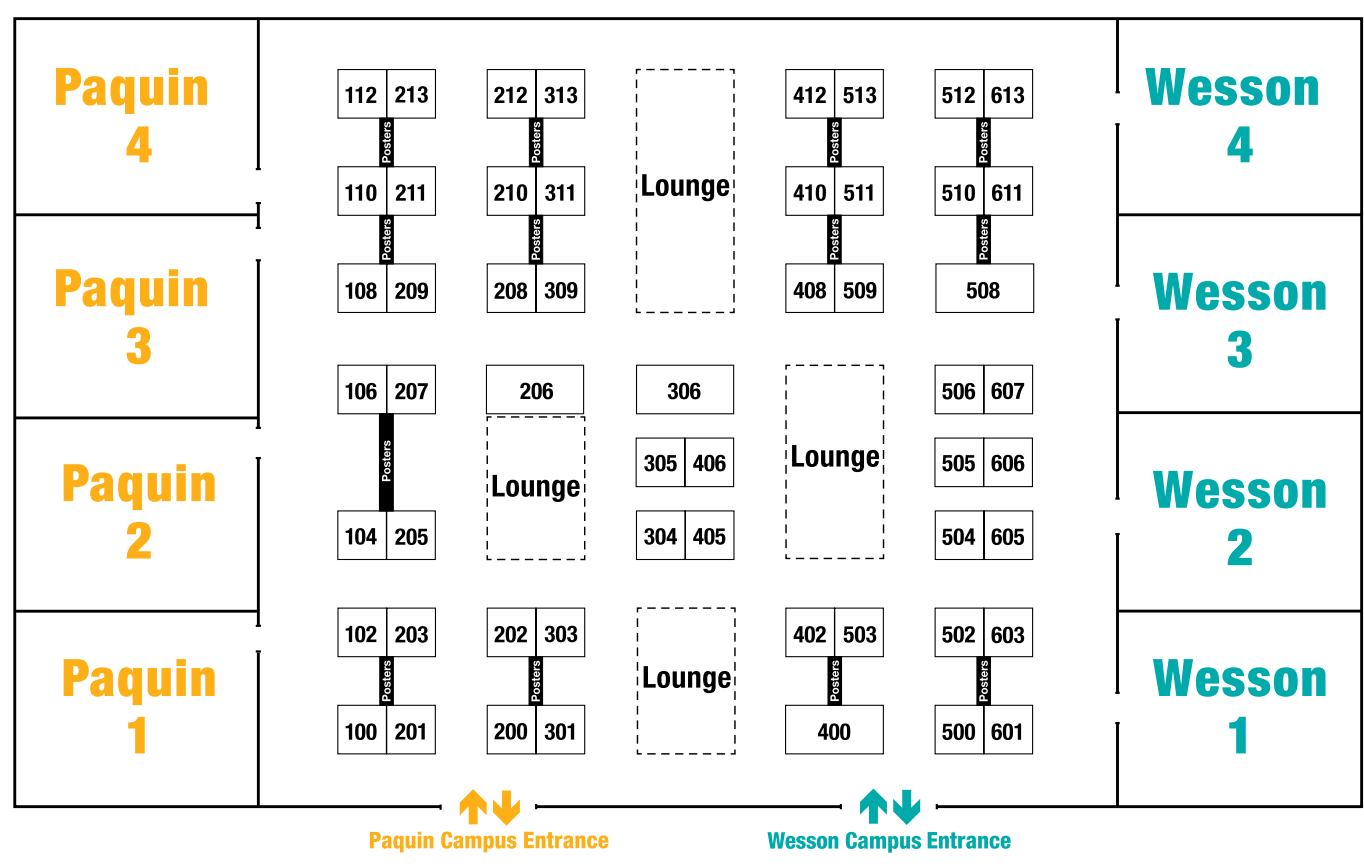 Paquin
4
Wesson
4
112 213
212 313
412 513
512 613
Posters
Posters
Posters
Posters
Lounge
110 211
210 311
410 511
510 611
Posters
Posters
Posters
Posters
Paquin
3
Wesson
3
108 209
208 309
408 509
508
106 207
206
306
506 607
Posters
Lounge
305 406
Lounge
505 606
Paquin
2
Wesson
2
104 205
304 405
504 605
102 203
202 303
402 503
502 603
Posters
Posters
Lounge
Posters
Posters
Paquin
1
Wesson
1
100 201
200 301
400
500 601
Paquin Campus Entrance
Wesson Campus Entrance